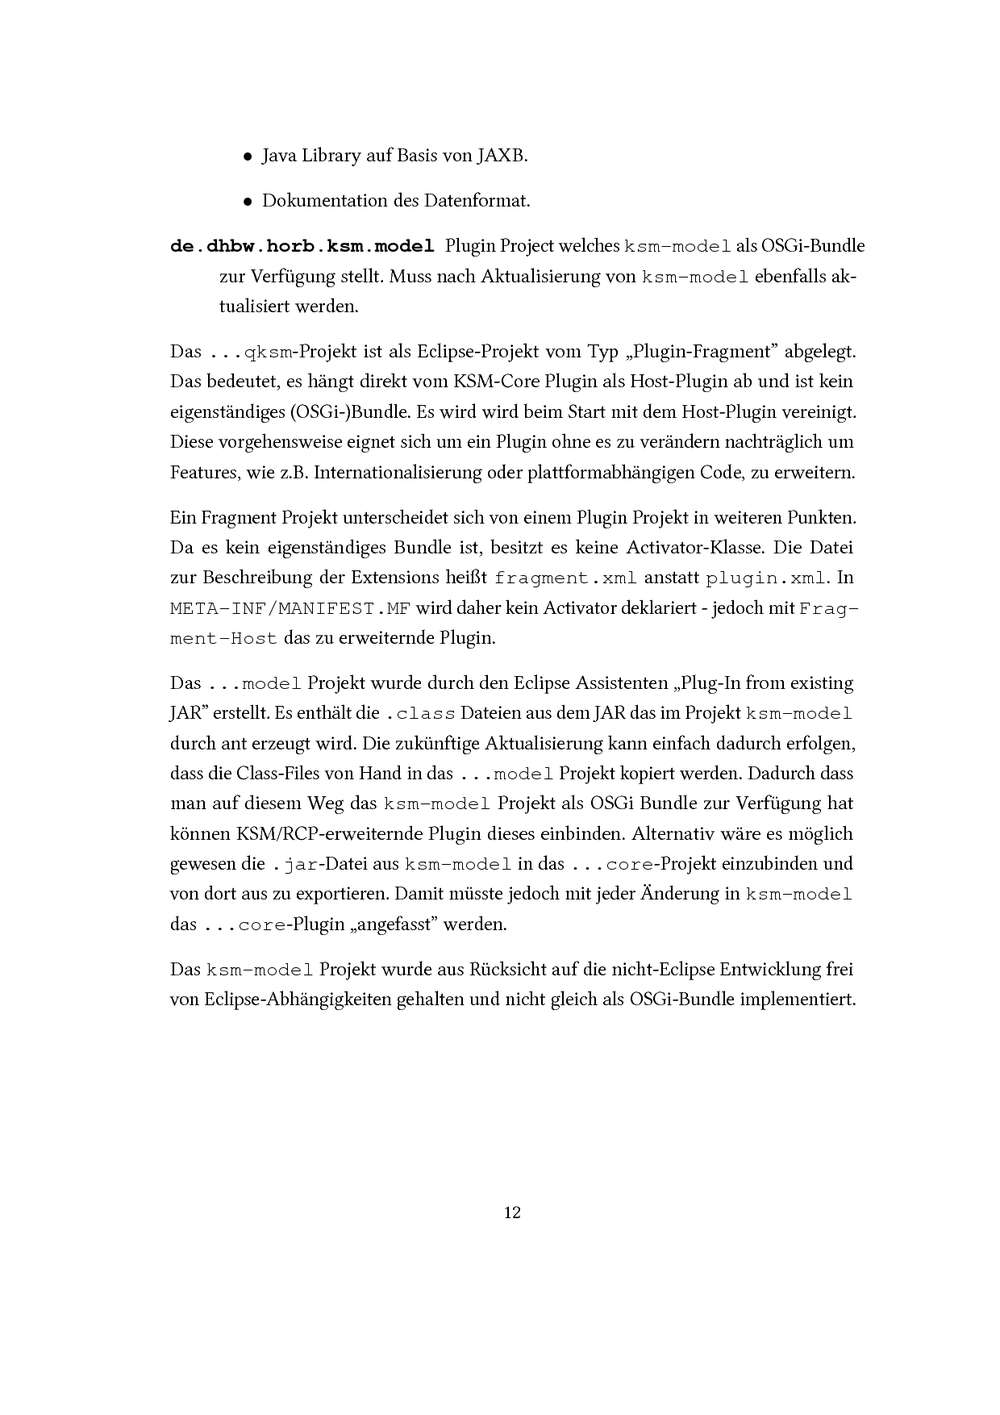 • Java Library auf Basis von JAXB.
• Dokumentation des Datenformat.
de.dhbw.horb.ksm.model Plugin Project welches ksm-model als OSGi-Bundle
zur Verfügung stellt. Muss nach Aktualisierung von ksm-model ebenfalls ak-
tualisiert werden.
Das ...qksm-Projekt ist als Eclipse-Projekt vom Typ „Plugin-Fragment” abgelegt.
Das bedeutet, es hängt direkt vom KSM-Core Plugin als Host-Plugin ab und ist kein
eigenständiges (OSGi-)Bundle. Es wird wird beim Start mit dem Host-Plugin vereinigt.
Diese vorgehensweise eignet sich um ein Plugin ohne es zu verändern nachträglich um
Features, wie z.B. Internationalisierung oder plattformabhängigen Code, zu erweitern.
Ein Fragment Projekt unterscheidet sich von einem Plugin Projekt in weiteren Punkten.
Da es kein eigenständiges Bundle ist, besitzt es keine Activator-Klasse. Die Datei
zur Beschreibung der Extensions heißt fragment.xml anstatt plugin.xml. In
META-INF/MANIFEST.MF wird daher kein Activator deklariert - jedoch mit Frag-
ment-Host das zu erweiternde Plugin.
Das ...model Projekt wurde durch den Eclipse Assistenten „Plug-In from existing
JAR” erstellt. Es enthält die .class Dateien aus dem JAR das im Projekt ksm-model
durch ant erzeugt wird. Die zukünftige Aktualisierung kann einfach dadurch erfolgen,
dass die Class-Files von Hand in das ...model Projekt kopiert werden. Dadurch dass
man auf diesem Weg das ksm-model Projekt als OSGi Bundle zur Verfügung hat
können KSM/RCP-erweiternde Plugin dieses einbinden. Alternativ wäre es möglich
gewesen die .jar-Datei aus ksm-model in das ...core-Projekt einzubinden und
von dort aus zu exportieren. Damit müsste jedoch mit jeder Änderung in ksm-model
das ...core-Plugin „angefasst” werden.
Das ksm-model Projekt wurde aus Rücksicht auf die nicht-Eclipse Entwicklung frei
von Eclipse-Abhängigkeiten gehalten und nicht gleich als OSGi-Bundle implementiert.
12